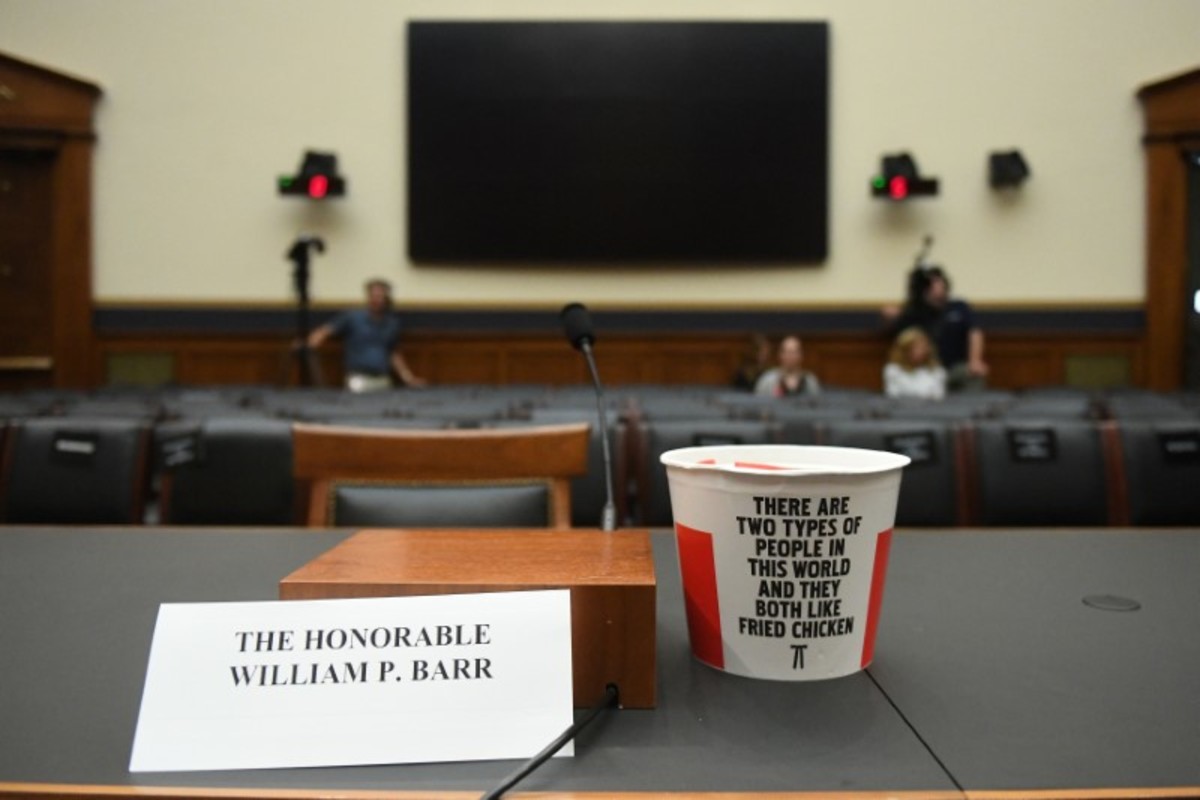 THE HONORABLE
WILLIAM P. BARR
THERE ARE
TWO TYPES OF
PEOPLE IN
THIS WORLD
AND THEY
BOTH LIKE
FRIED CHICKEN